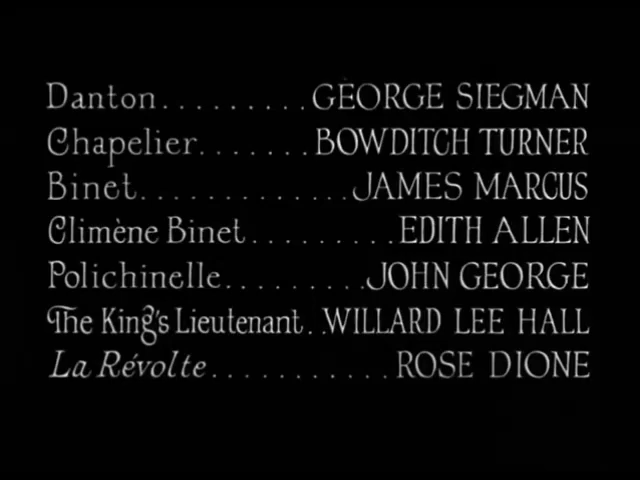 Danton.........GEORGE SIEGMAN
Chapelier.......BOWDITCH TURNER
Binet..............JAMES MARCUS
Climène Binet.........EDITH ALLEN
Polichinelle.........JOHN GEORGE
The King's Lieutenant..WILLARD LEE HALL
La Révolte............ROSE DIONE